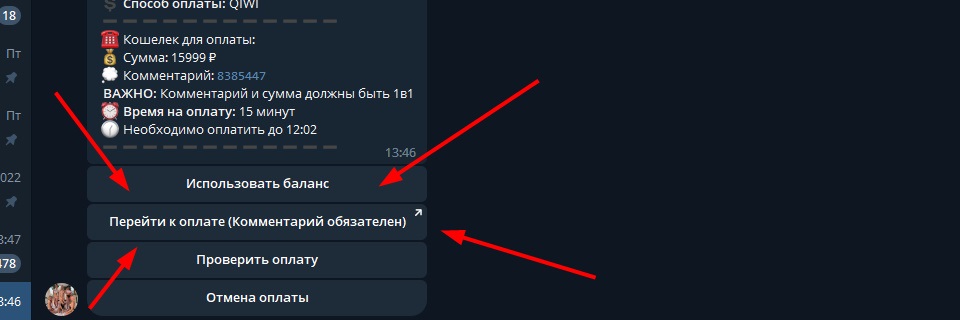 18
Способ оплаты: QIWI
Кошелек для оплаты:
Пт
Сумма: 15999 ₽
Комментарий: 8385447
ВАЖНО: Комментарий и сумма должны быть 1в1
Время на оплату: 15 минут
Пт
Необходимо оплатить до 12:02
13:46
022
Использовать баланс
Перейти к оплате (Комментарий обязателен)
3:47
Проверить оплату
478
Отмена оплаты
3:46